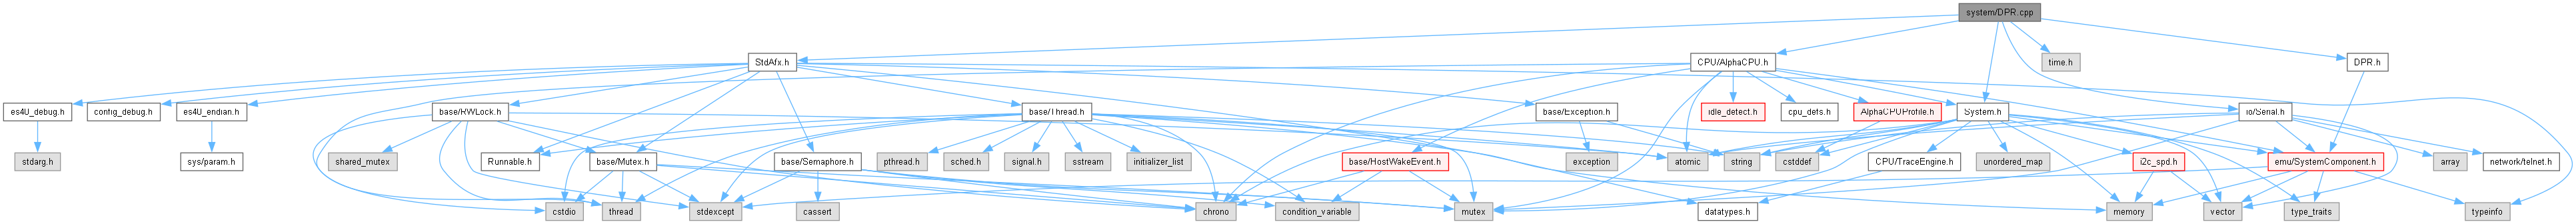 system/DPR.cpp
StdAfx.h
CPU/AlphaCPU.h
time.h
DPR.h
es4U_debug.h
config_debug.h
es4U_endian.h
base/RWLock.h
base/Thread.h
base/Exception.h
idle_detect.h
cpu_defs.h
AlphaCPUProfile.h
System.h
io/Serial.h
stdarg.h
sys/param.h
shared_mutex
Runnable.h
base/Mutex.h
base/Semaphore.h
pthread.h
sched.h
signal.h
sstream
initializer_list
base/HostWakeEvent.h
exception
atomic
string
cstddef
CPU/TraceEngine.h
unordered_map
i2c_spd.h
emu/SystemComponent.h
array
network/telnet.h
cstdio
thread
stdexcept
cassert
chrono
condition_variable
mutex
datatypes.h
memory
vector
type_traits
typeinfo